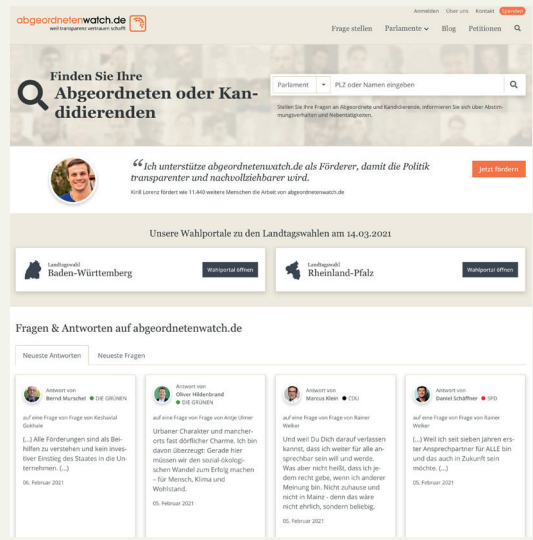 Anmelden Über uns Kontakt Spenden
abgeordnetenwatch.de
weil transparenz vertrauen schafft
Frage stellen Parlamente Blog Petitionen
Finden Sie Ihre
Abgeordneten oder Kan-
didierenden
Parlament PLZ oder Namen eingeben
Stellen Sie Ihre Fragen an Abgeordnete und Kandidierende, informieren Sie sich über Abstim-
mungsverhalten und Nebentätigkeiten.
“Ich unterstütze abgeordnetenwatch.de als Förderer, damit die Politik
transparenter und nachvollziehbarer wird.
Kirill Lorenz fördert wie 11.440 weitere Menschen die Arbeit von abgeordnetenwatch.de
Jetzt fördern
Unsere Wahlportale zu den Landtagswahlen am 14.03.2021
Landtagswahl
Baden-Württemberg
Wahlportal öffnen
Landtagswahl
Rheinland-Pfalz
Wahlportal öffnen
Fragen & Antworten auf abgeordnetenwatch.de
Neueste Antworten Neueste Fragen
Antwort von
Bernd Murschel DIE GRÜNEN
auf eine Frage von Frage von Keshavlal
Gokhale
(...) Alle Förderungen sind als Bei-
hilfen zu verstehen und kein inves-
tiver Einstieg des Staates in die Un-
ternehmen. (...)
06. Februar 2021
Antwort von
Oliver Hildenbrand
DIE GRÜNEN
auf eine Frage von Frage von Antje Ulmer
Urbaner Charakter und mancher-
orts fast dörflicher Charme. Ich bin
davon überzeugt: Gerade hier
müssen wir den sozial-ökologi-
schen Wandel zum Erfolg machen
– für Mensch, Klima und
Wohlstand.
05. Februar 2021
Antwort von
Marcus Klein CDU
auf eine Frage von Frage von Rainer
Welker
Und weil Du Dich darauf verlassen
kannst, dass ich weiter für alle an-
sprechbar sein will und werde.
Was aber nicht heißt, dass ich je-
dem recht gebe, wenn ich anderer
Meinung bin. Nicht zuhause und
nicht in Mainz - denn das wäre
nicht ehrlich, sondern beliebig.
05. Februar 2021
Antwort von
Daniel Schäffner SPD
auf eine Frage von Frage von Rainer
Welker
(...) Weil ich seit sieben Jahren ers-
ter Ansprechpartner für ALLE bin
und das auch in Zukunft sein
möchte. (...)
05. Februar 2021